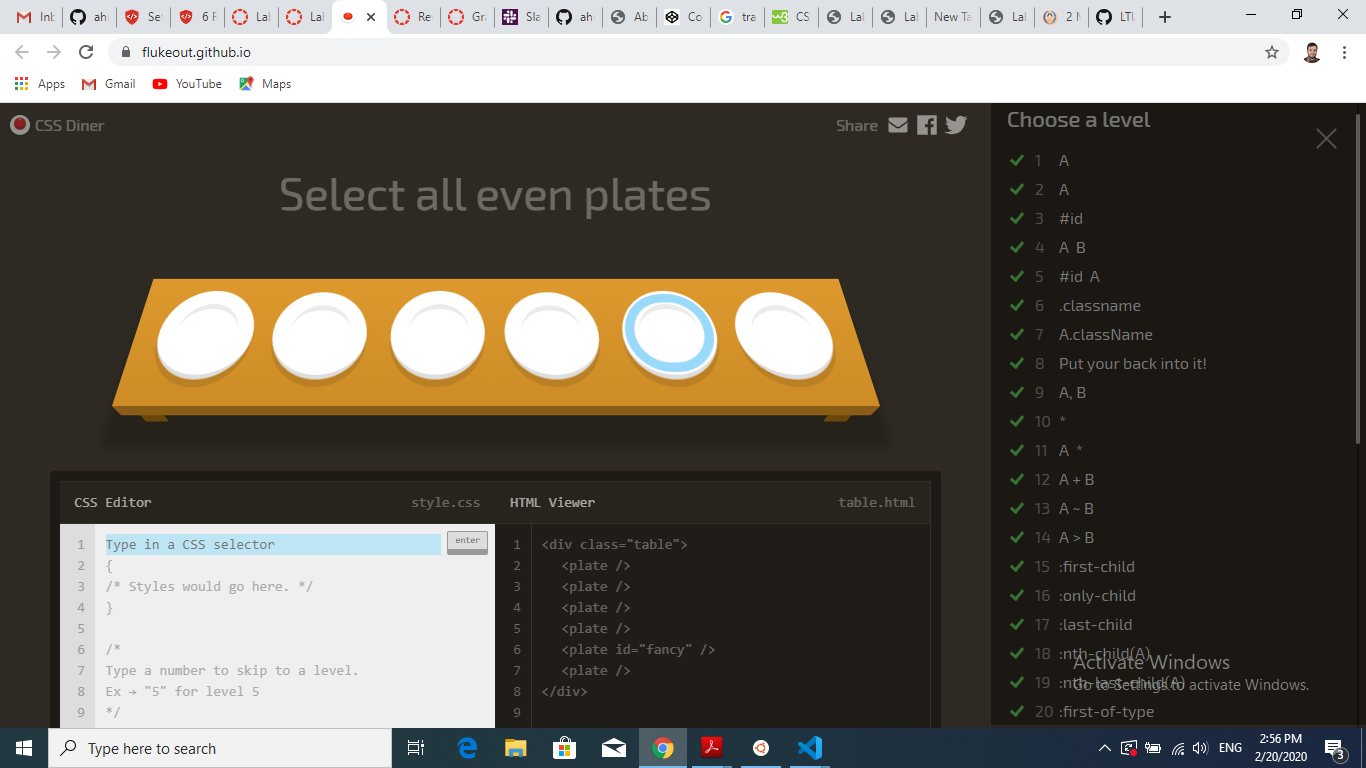 Inb
ahr
Set
6 F
Lal
Lal
Re
Gra
Sla
ahr
Ab
Co
tra
CS
Lal
Lal
New Ta
Lal
2 N
LTU
flukeout.github.io
Apps
Gmail
YouTube
Maps
CSS Diner
Share
Select all even plates
CSS Editor
style.css
HTML Viewer
table.html
1 Type in a CSS selector
enter
2 {
3 /* Styles would go here. */
4 }
5
6 /*
7 Type a number to skip to a level.
8 Ex → "5" for level 5
9 */
1 <div class="table">
2 <plate />
3 <plate />
4 <plate />
5 <plate />
6 <plate id="fancy" />
7 <plate />
8 </div>
9
Choose a level
1 A
2 A
3 #id
4 A B
5 #id A
6 .classname
7 A.className
8 Put your back into it!
9 A, B
10 *
11 A *
12 A + B
13 A ~ B
14 A > B
15 :first-child
16 :only-child
17 :last-child
18 :nth-child(A)
19 :nth-last-child(A)
20 :first-of-type
Activate Windows
Go to Settings to activate Windows.
Type here to search
ENG
2:56 PM
2/20/2020
3